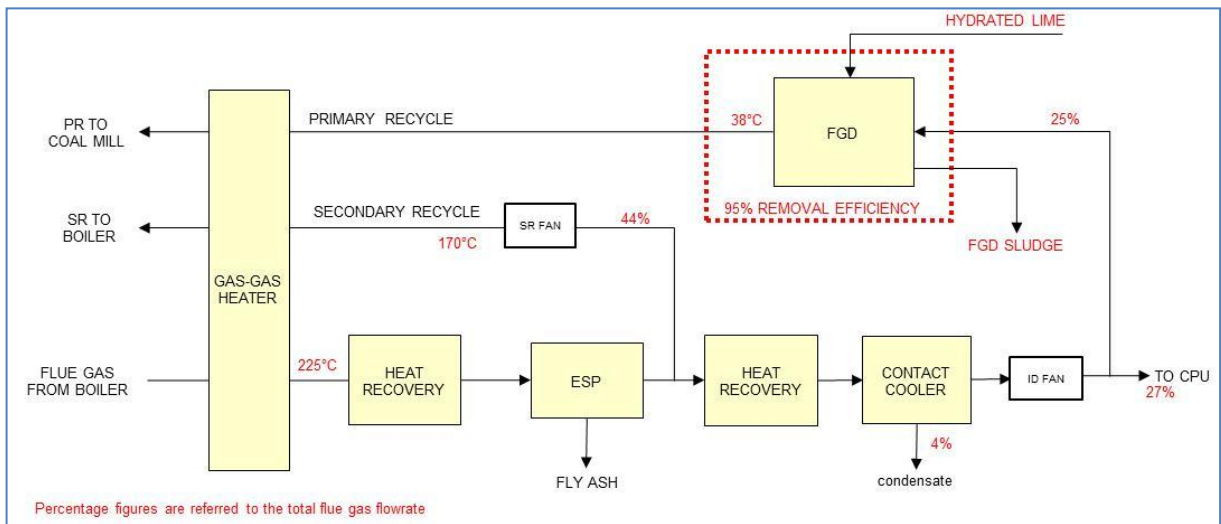 HYDRATED LIME
PR TO
COAL MILL
PRIMARY RECYCLE
38°C
FGD
25%
95% REMOVAL EFFICIENCY
FGD SLUDGE
SR TO
BOILER
SECONDARY RECYCLE
170°C
SR FAN
44%
GAS-GAS
HEATER
FLUE GAS
FROM BOILER
225°C
HEAT
RECOVERY
ESP
HEAT
RECOVERY
CONTACT
COOLER
ID FAN
TO CPU
27%
FLY ASH
4%
condensate
Percentage figures are referred to the total flue gas flowrate